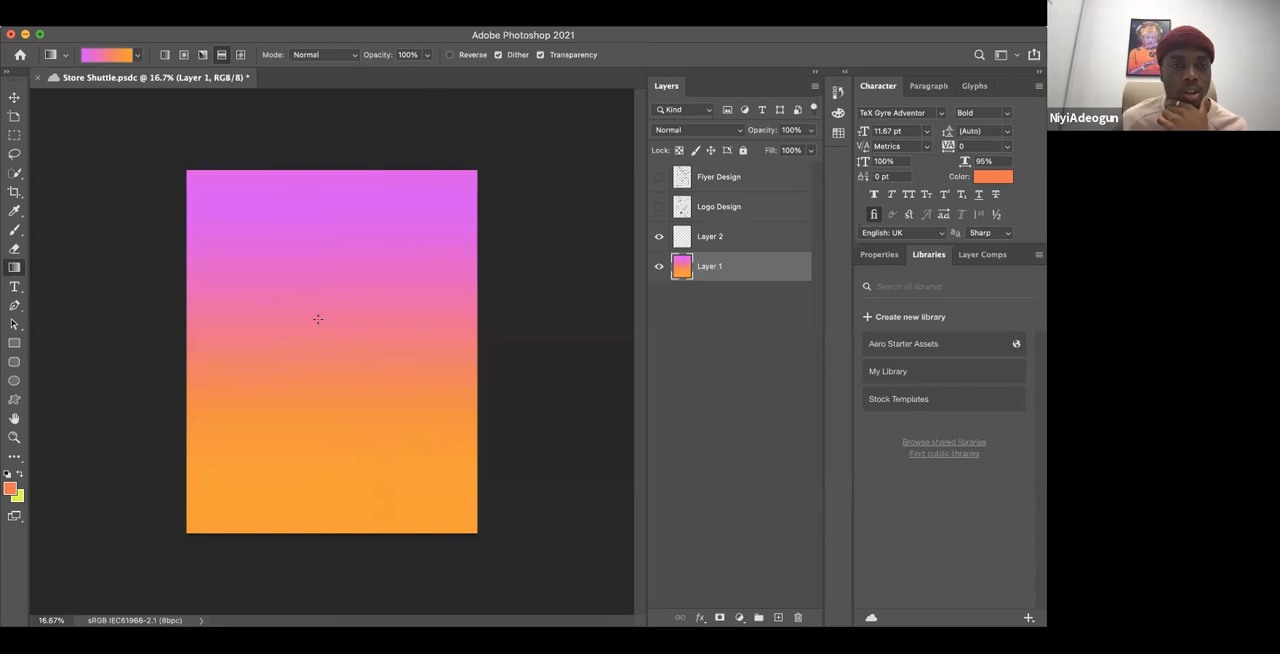 Adobe Photoshop 2021
Mode: Normal Opacity: 100% Reverse Dither Transparency
Store Shuttle.psdc @ 16.7% (Layer 1, RGB/8) *
Layers
Kind
Normal Opacity: 100%
Lock: Fill: 100%
Flyer Design
Logo Design
Layer 2
Layer 1
Character Paragraph Glyphs
TeX Gyre Adventor Bold
11.67 pt (Auto)
Metrics 0
100% 95%
0 pt Color:
English: UK Sharp
Properties Libraries Layer Comps
Search all libraries
Create new library
Aero Starter Assets
My Library
Stock Templates
Browse shared libraries
Find public libraries
16.67% sRGB IEC61966-2.1 (8bpc)
NiyiAdeogun